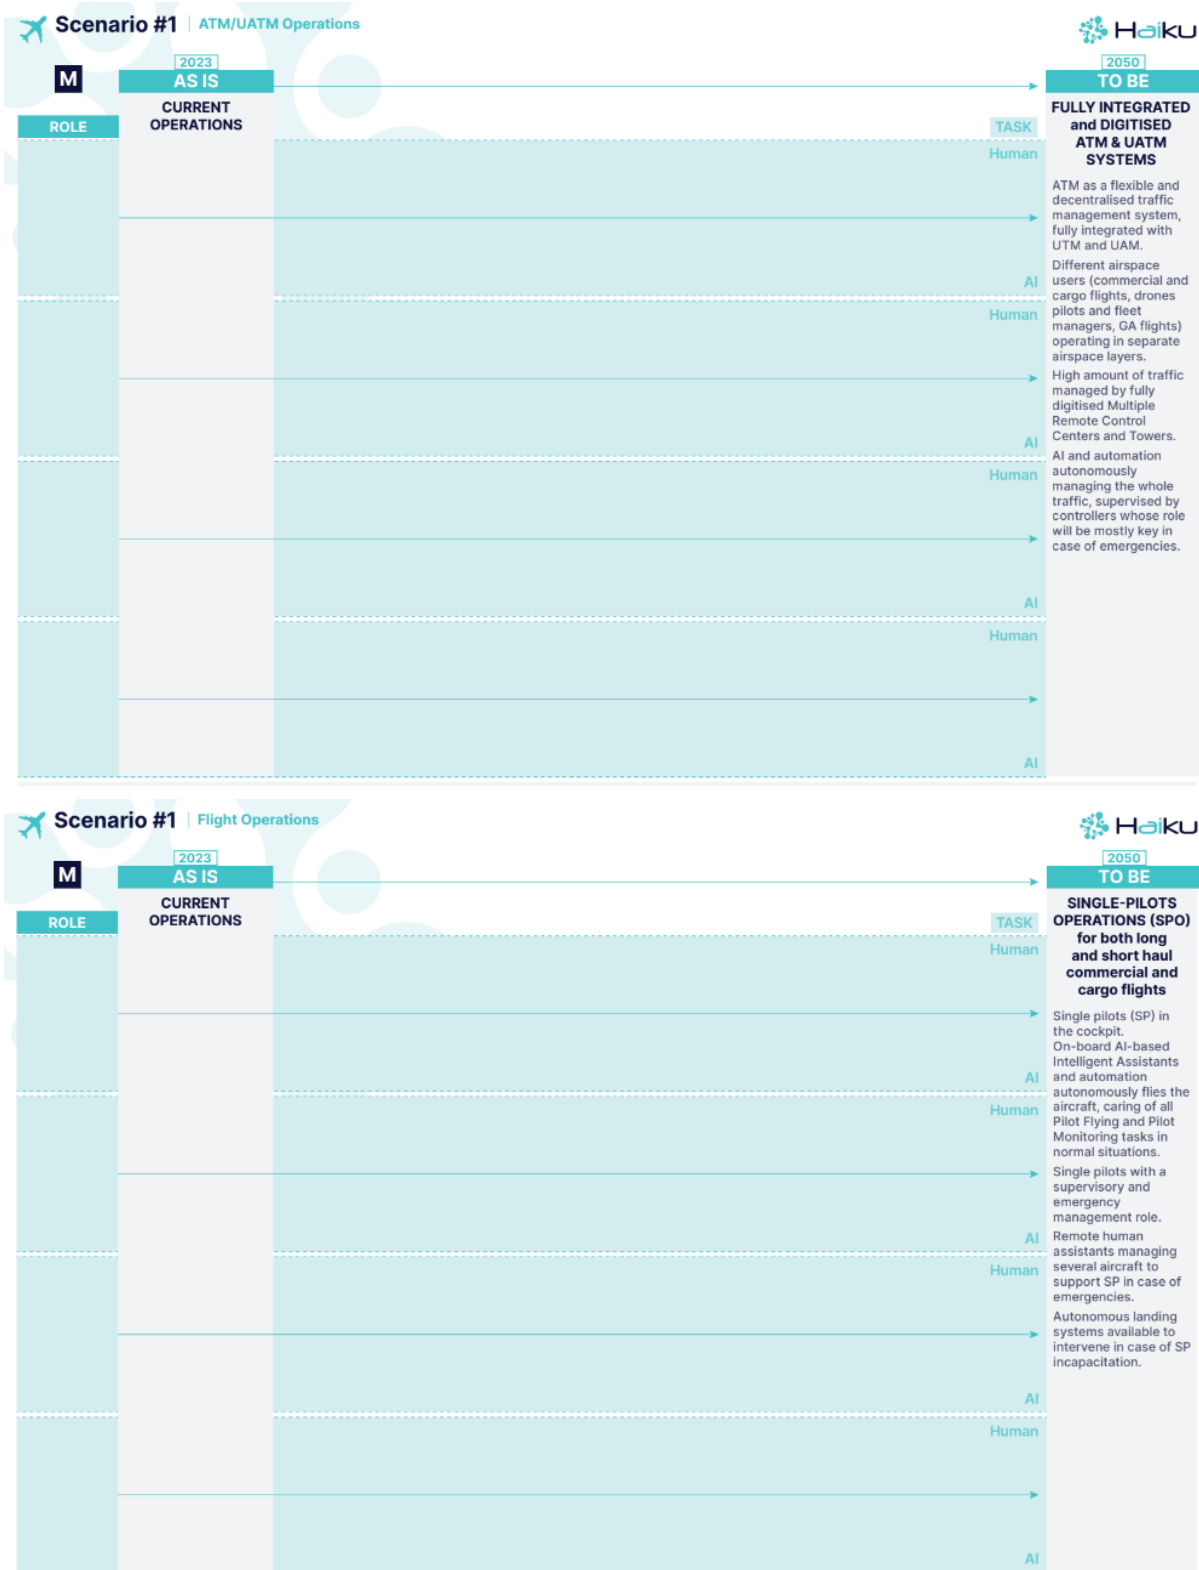 Scenario #1 | ATM/UATM Operations
Haiku
M
2023
AS IS
2050
TO BE
CURRENT
OPERATIONS
ROLE
TASK
FULLY INTEGRATED
and DIGITISED
ATM & UATM
SYSTEMS
Human
AI
Human
AI
Human
AI
Human
AI
ATM as a flexible and
decentralised traffic
management system,
fully integrated with
UTM and UAM.
Different airspace
users (commercial and
cargo flights, drones
pilots and fleet
managers, GA flights)
operating in separate
airspace layers.
High amount of traffic
managed by fully
digitised Multiple
Remote Control
Centers and Towers.
AI and automation
autonomously
managing the whole
traffic, supervised by
controllers whose role
will be mostly key in
case of emergencies.
Scenario #1 | Flight Operations
Haiku
M
2023
AS IS
2050
TO BE
CURRENT
OPERATIONS
ROLE
TASK
SINGLE-PILOTS
OPERATIONS (SPO)
for both long
and short haul
commercial and
cargo flights
Human
AI
Human
AI
Human
AI
Human
AI
Single pilots (SP) in
the cockpit.
On-board AI-based
Intelligent Assistants
and automation
autonomously flies the
aircraft, caring of all
Pilot Flying and Pilot
Monitoring tasks in
normal situations.
Single pilots with a
supervisory and
emergency
management role.
Remote human
assistants managing
several aircraft to
support SP in case of
emergencies.
Autonomous landing
systems available to
intervene in case of SP
incapacitation.